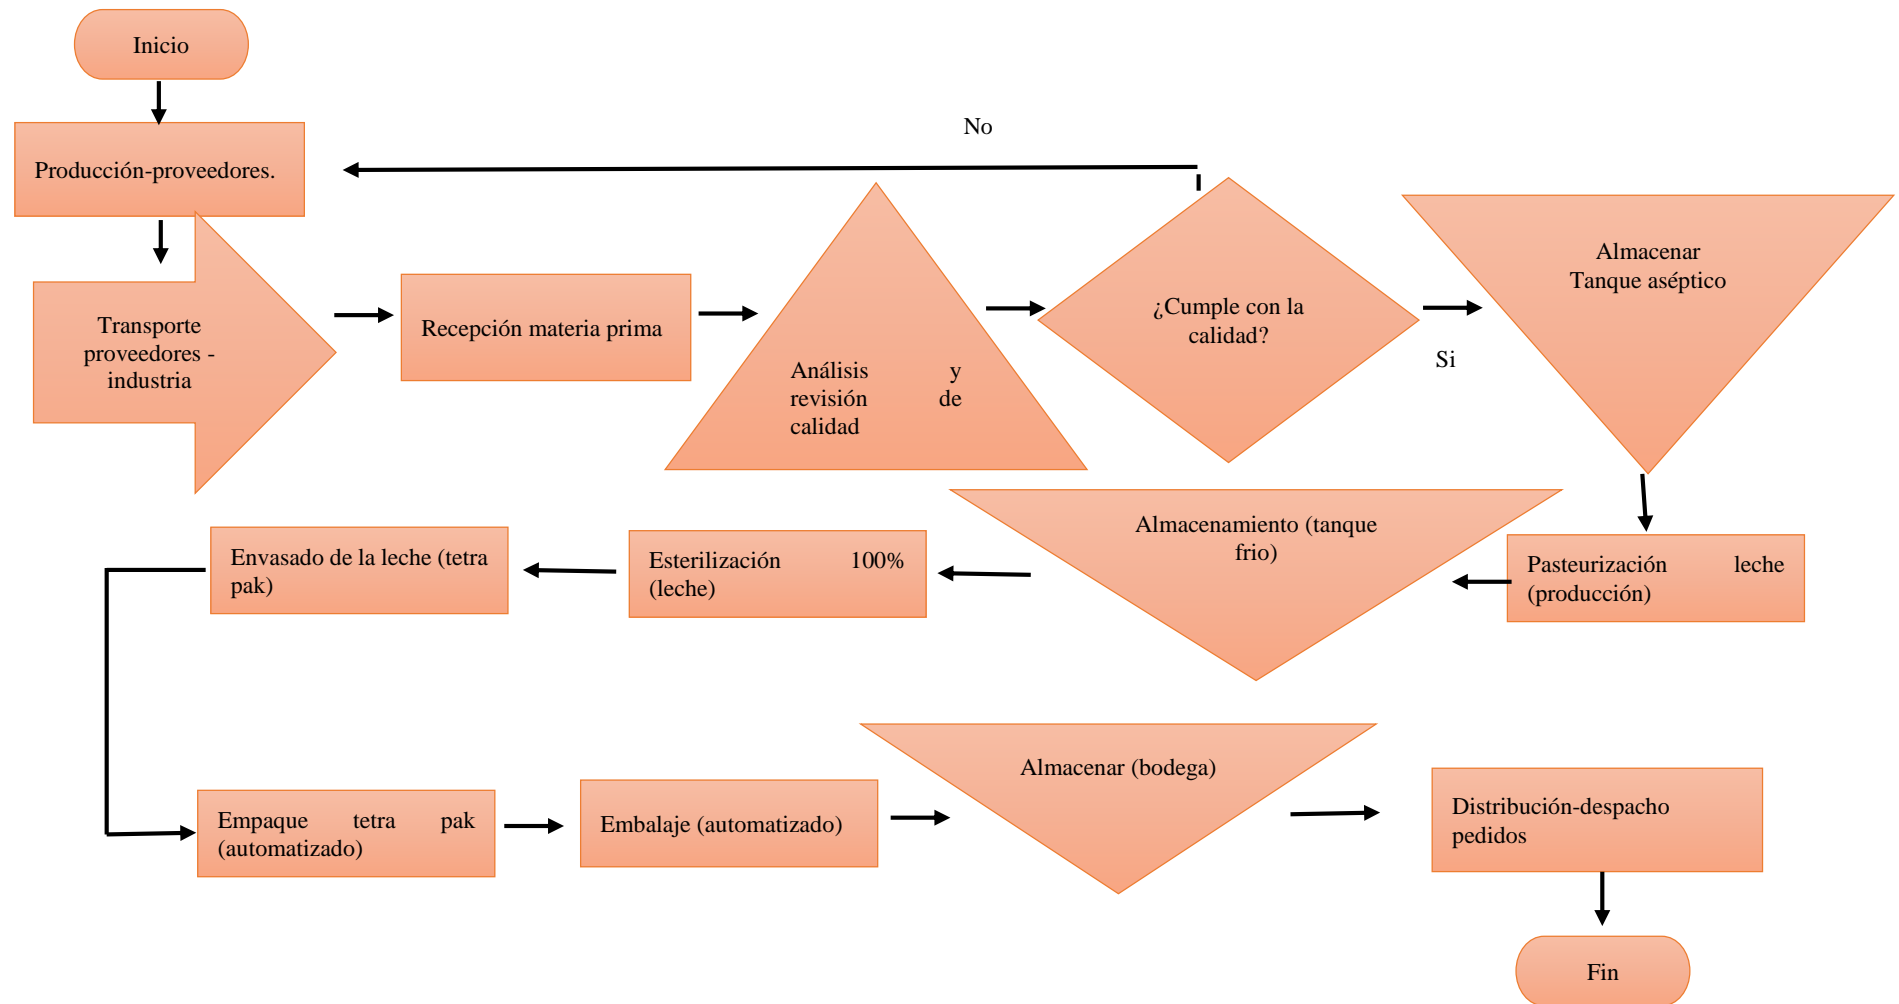 Inicio
Producción-proveedores.
No
Transporte
proveedores -
industria
Recepción materia prima
Análisis y
revisión de
calidad
¿Cumple con la
calidad?
Si
Almacenar
Tanque aséptico
Pasteurización leche
(producción)
Almacenamiento (tanque
frio)
Esterilización 100%
(leche)
Envasado de la leche (tetra
pak)
Empaque tetra pak
(automatizado)
Embalaje (automatizado)
Almacenar (bodega)
Distribución-despacho
pedidos
Fin